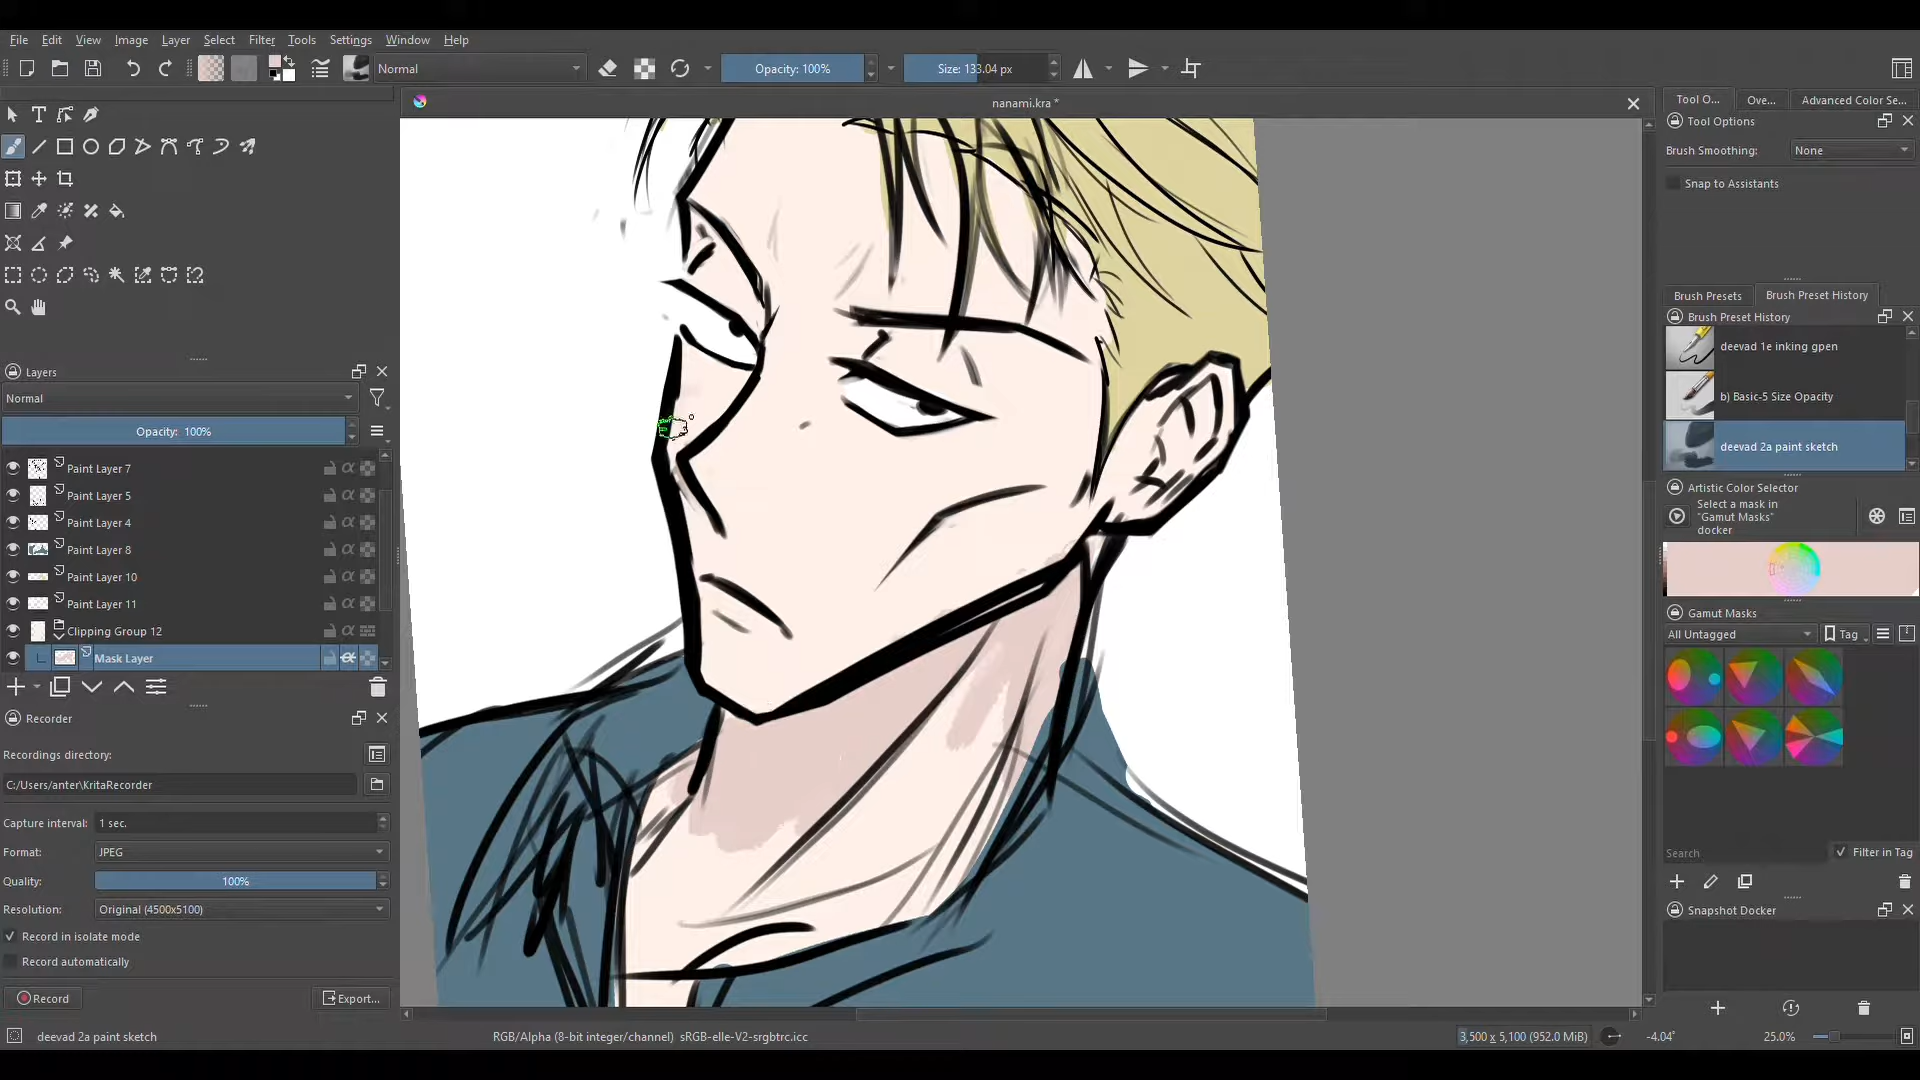 File Edit View Image Layer Select Filter Tools Settings Window Help
Normal
Opacity: 100%
Size: 133.04 px
nanami.kra *
Tool O...
Ove...
Advanced Color Se...
Tool Options
Brush Smoothing:
None
Snap to Assistants
Brush Presets
Brush Preset History
Brush Preset History
deevad 1e inking gpen
b) Basic-5 Size Opacity
deevad 2a paint sketch
Artistic Color Selector
Select a mask in
"Gamut Masks"
docker
Gamut Masks
All Untagged
Tag
Search
Filter in Tag
Snapshot Docker
Layers
Normal
Opacity: 100%
Paint Layer 7
Paint Layer 5
Paint Layer 4
Paint Layer 8
Paint Layer 10
Paint Layer 11
Clipping Group 12
Mask Layer
Recorder
Recordings directory:
C:/Users/anter\KritaRecorder
Capture interval: 1 sec.
Format: JPEG
Quality: 100%
Resolution: Original (4500x5100)
Record in isolate mode
Record automatically
Record
Export...
deevad 2a paint sketch
RGB/Alpha (8-bit integer/channel) sRGB-elle-V2-srgbtrc.icc
3,500 x 5,100 (952.0 MiB)
-4.04°
25.0%